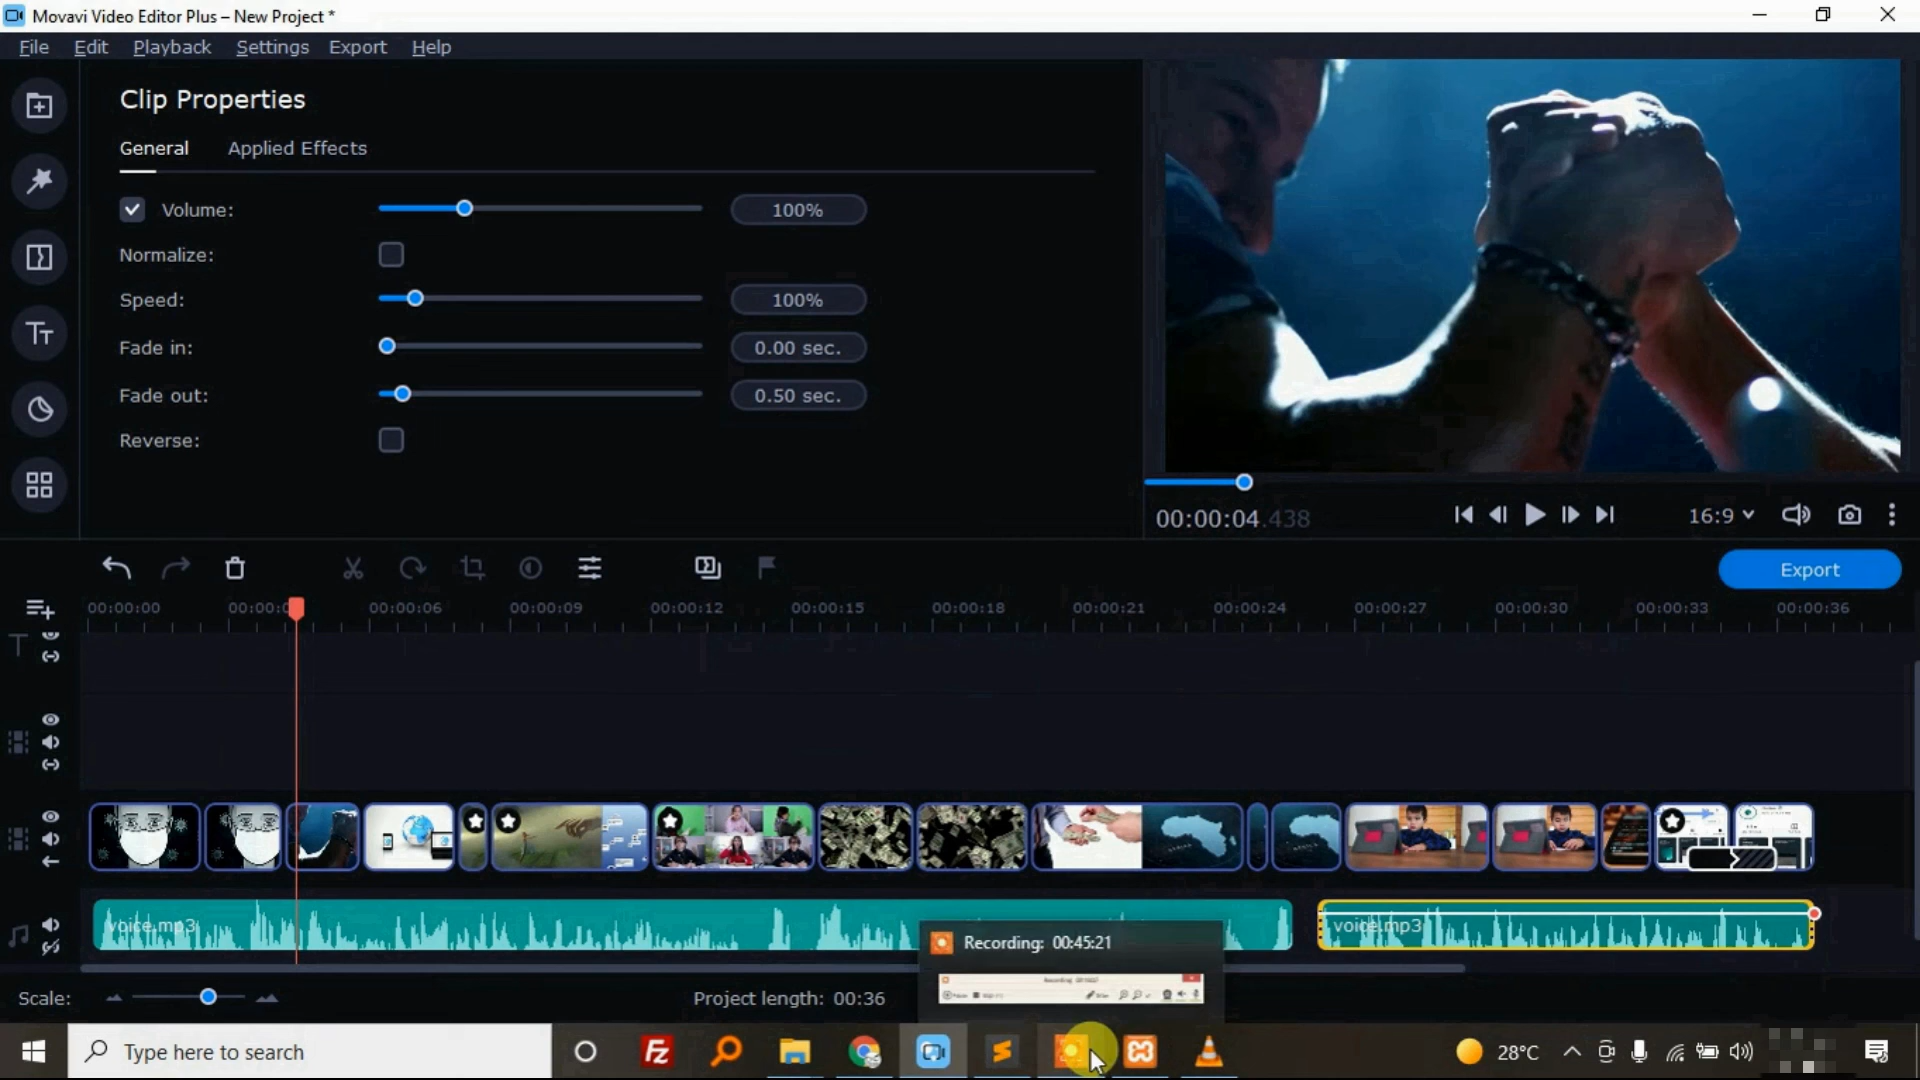 Movavi Video Editor Plus – New Project *
File Edit Playback Settings Export Help
Clip Properties
General Applied Effects
Volume: 100%
Normalize:
Speed: 100%
Fade in: 0.00 sec.
Fade out: 0.50 sec.
Reverse:
00:00:04.438
16:9
Export
00:00:00 00:00:06 00:00:09 00:00:12 00:00:15 00:00:18 00:00:21 00:00:24 00:00:27 00:00:30 00:00:33 00:00:36
voice.mp3
voice.mp3
Recording: 00:45:21
Scale: Project length: 00:36
Type here to search
28°C